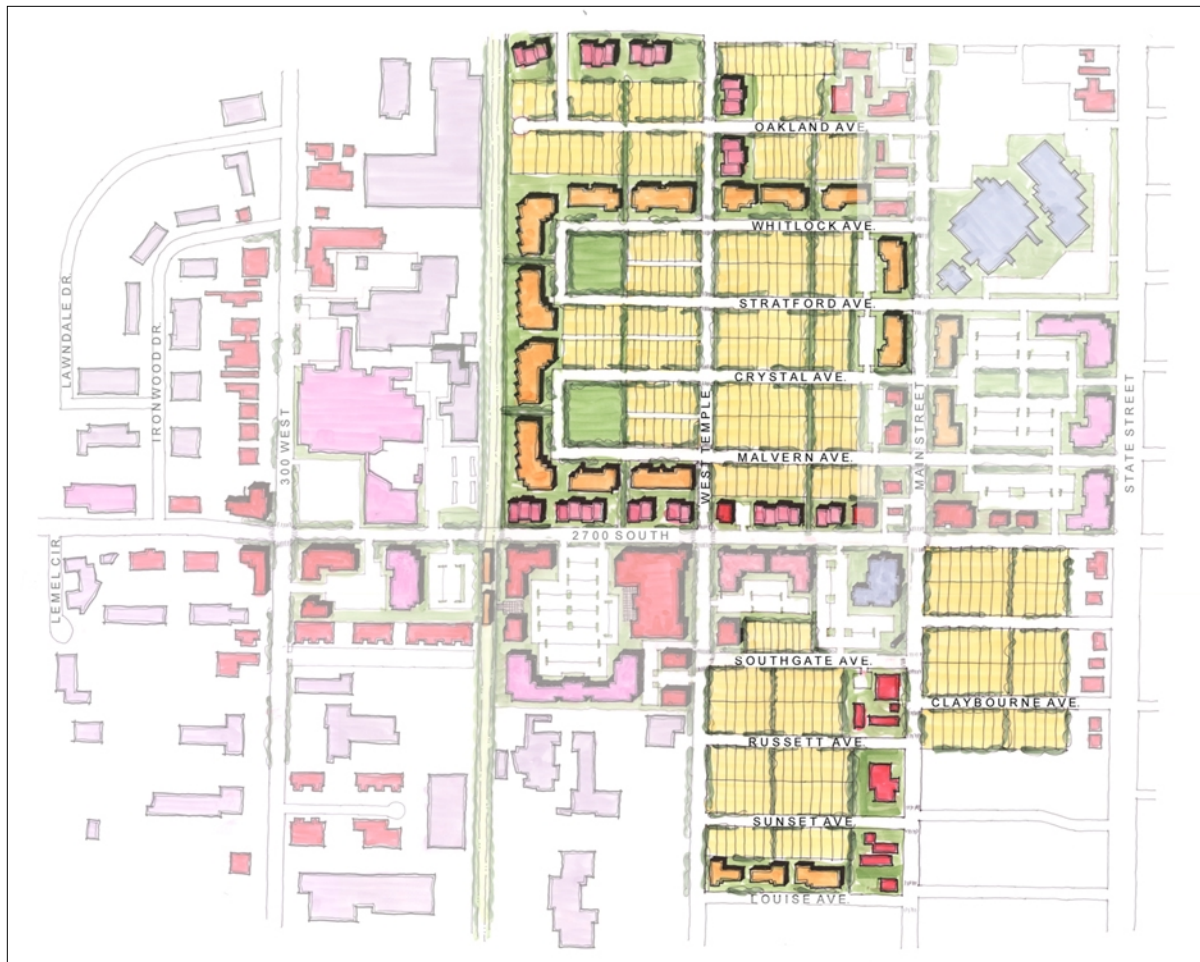 OAKLAND AVE.
WHITLOCK AVE.
LAWNDALE DR.
STRATFORD AVE.
IRONWOOD DR.
CRYSTAL AVE.
300 WEST
WEST TEMPLE
MAIN STREET
STATE STREET
MALVERN AVE.
2700 SOUTH
LEMEL CIR.
SOUTHGATE AVE.
CLAYBOURNE AVE.
RUSSETT AVE.
SUNSET AVE.
LOUISE AVE.